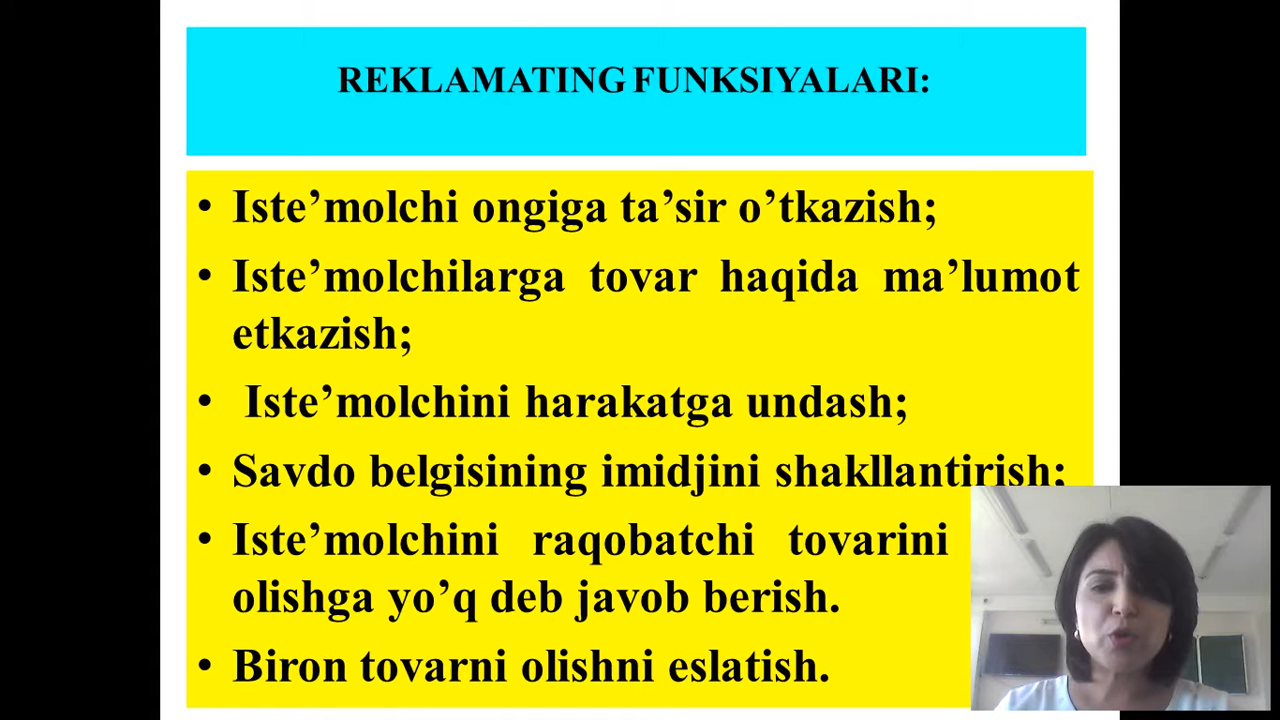 REKLAMATING FUNKSIYALARI:
• Iste’molchi ongiga ta’sir o’tkazish;
• Iste’molchilarga tovar haqida ma’lumot
etkazish;
• Iste’molchini harakatga undash;
• Savdo belgisining imidjini shakllantirish;
• Iste’molchini raqobatchi tovarini
olishga yo’q deb javob berish.
• Biron tovarni olishni eslatish.